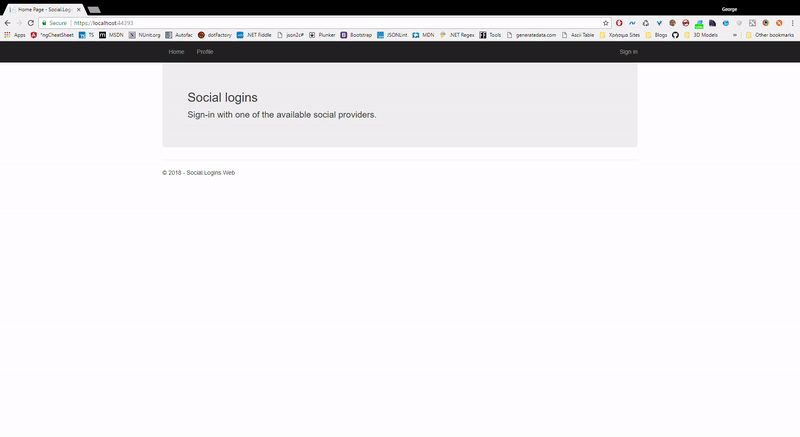 George
Home Page - Social.Log
Secure https://localhost:44393
Apps *ngCheatSheet TS MSDN NUnit.org Autofac dotfactory .NET Fiddle json2c# Plunker Bootstrap JSONLint MDN .NET Regex Tools generatedata.com Ascii Table Χρήσιμα Sites Blogs 3D Models » Other bookmarks
Home Profile Sign in
Social logins
Sign-in with one of the available social providers.
© 2018 - Social.Logins.Web